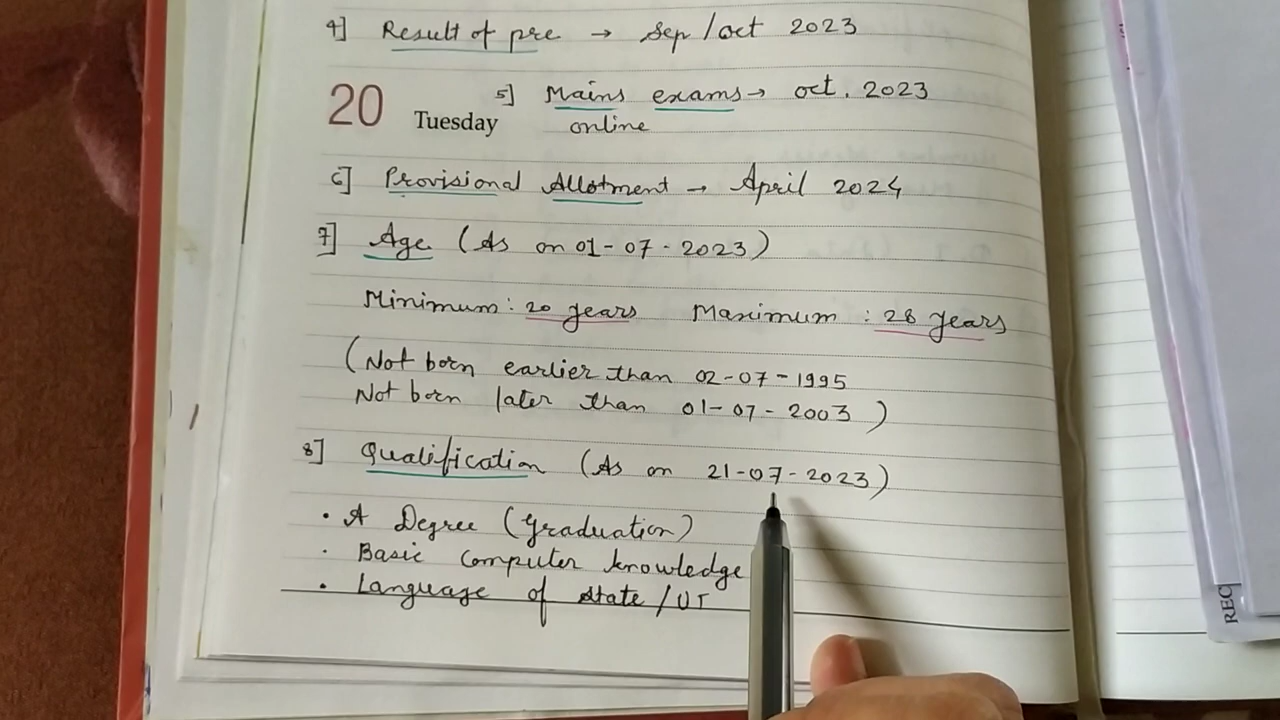 4] Result of pre → Sep/oct 2023
20 Tuesday 5] Mains exams → oct. 2023
online
6] Provisional Allotment → April 2024
7] Age (As on 01-07-2023)
Minimum : 20 years Maximum : 28 years
(Not born earlier than 02-07-1995
Not born later than 01-07-2003)
8] Qualification (As on 21-07-2023)
• A Degree (Graduation)
• Basic Computer knowledge
• Language of state/UT
REC